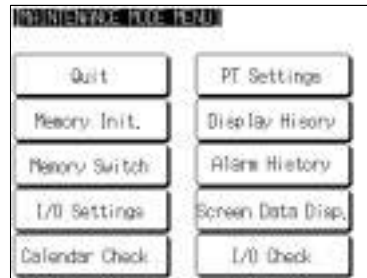 [MAINTENANCE MODE MENU]
Quit PT Settings
Memory Init. Display Hisory
Memory Switch Alarm History
I/O Settings Screen Data Disp.
Calendar Check I/O Check